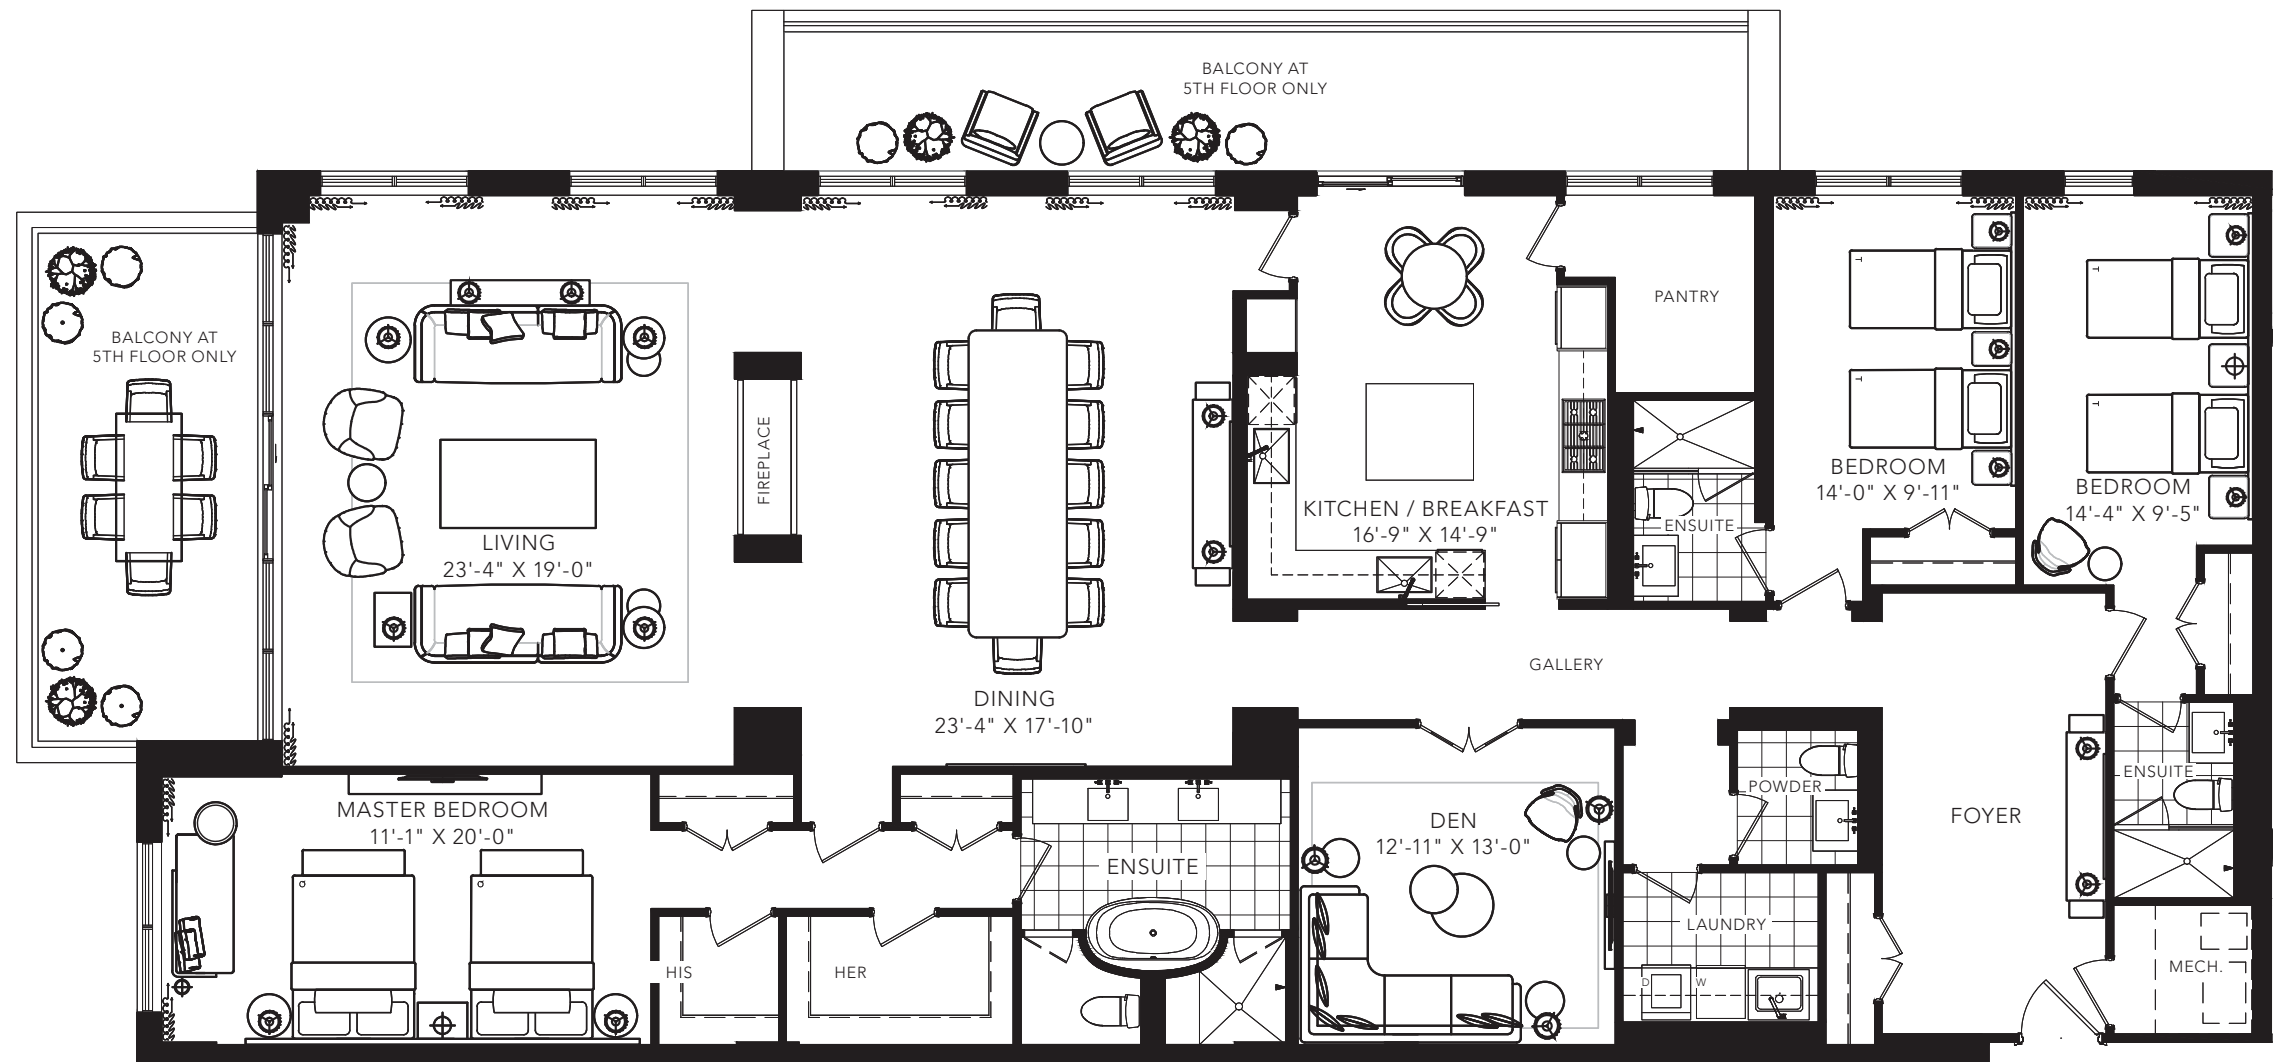 BALCONY AT
5TH FLOOR ONLY
BALCONY AT
5TH FLOOR ONLY
PANTRY
FIREPLACE
BEDROOM
14'-0" X 9'-11"
BEDROOM
14'-4" X 9'-5"
KITCHEN / BREAKFAST
16'-9" X 14'-9"
ENSUITE
LIVING
23'-4" X 19'-0"
GALLERY
DINING
23'-4" X 17'-10"
ENSUITE
POWDER
MASTER BEDROOM
11'-1" X 20'-0"
DEN
12'-11" X 13'-0"
FOYER
ENSUITE
LAUNDRY
HIS
HER
MECH.
D
W